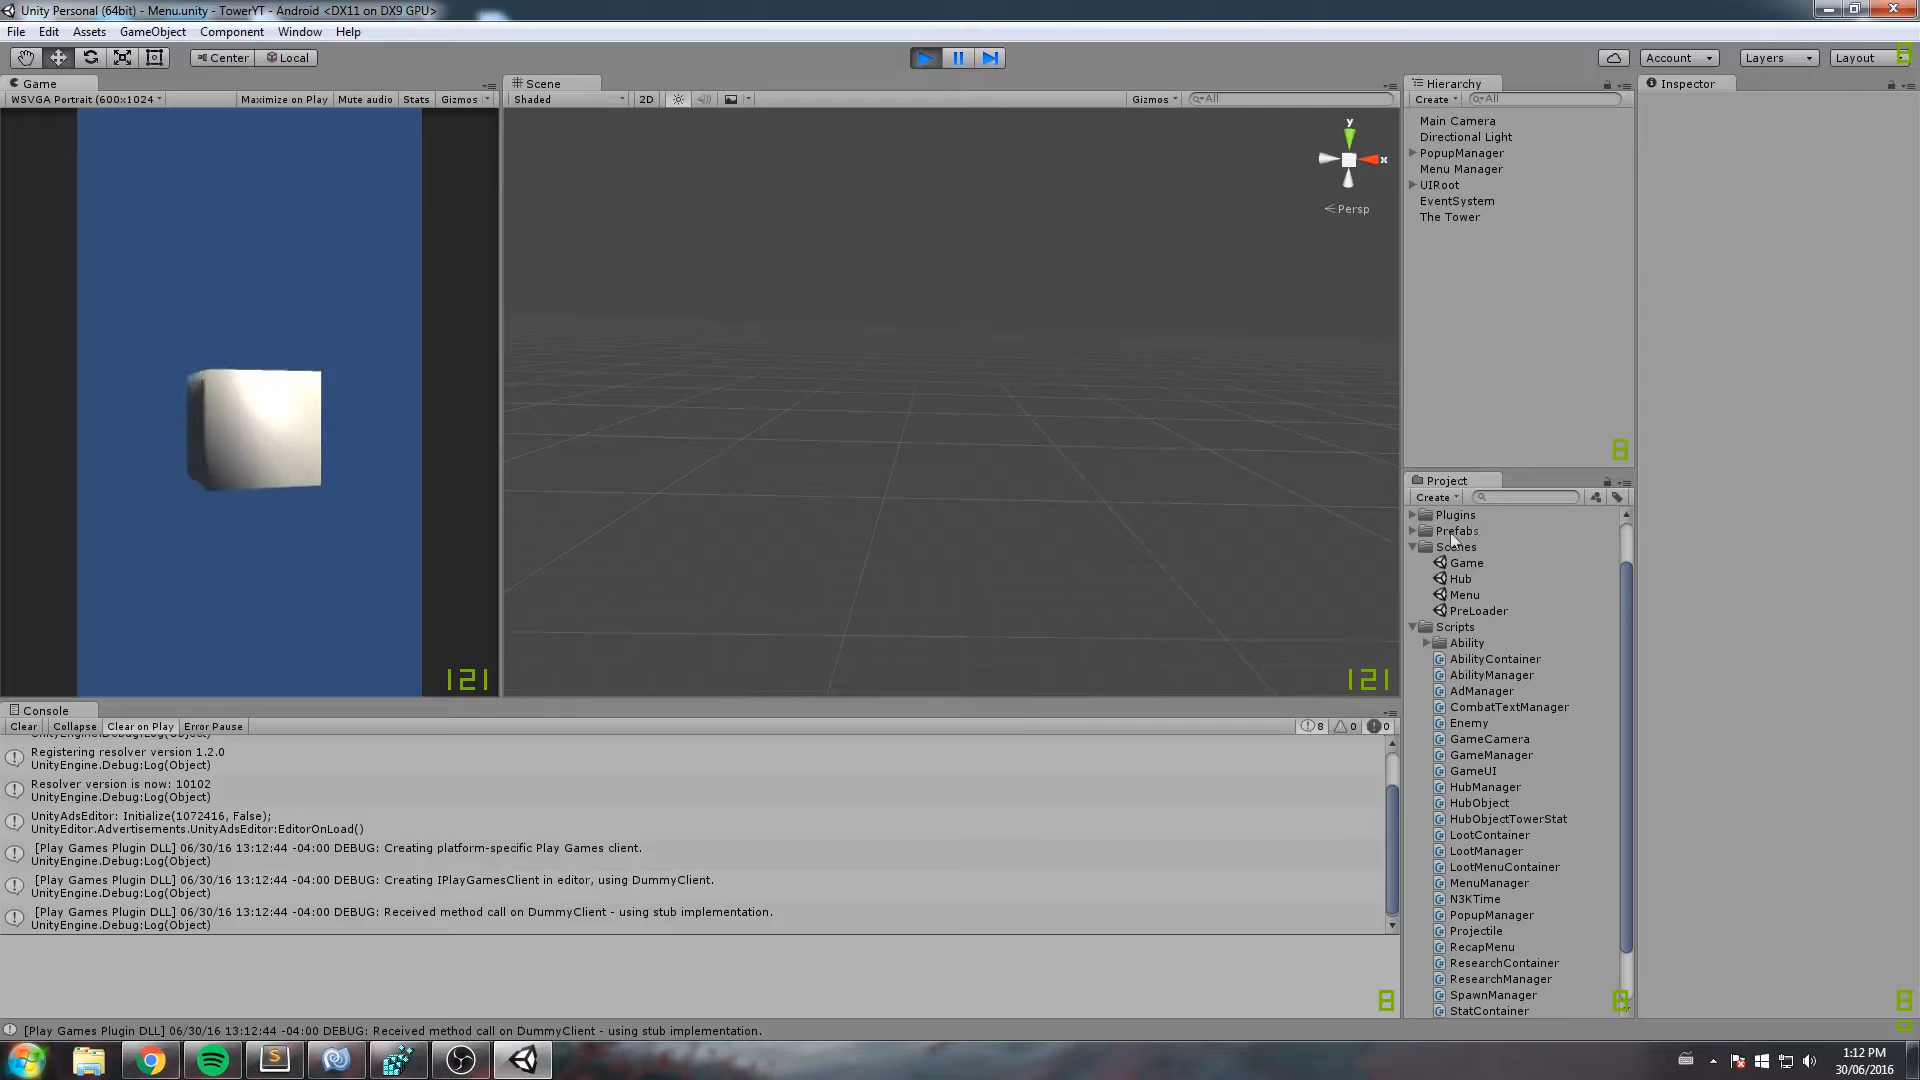 Unity Personal (64bit) - Menu.unity - TowerYT - Android <DX11 on DX9 GPU>
File Edit Assets GameObject Component Window Help
Center Local Account Layers Layout
Game
WSVGA Portrait (600x1024 Maximize on Play Mute audio Stats Gizmos
Scene
Shaded 2D Gizmos All
y
x
Persp
121
121
Hierarchy
Create All
Main Camera
Directional Light
PopupManager
Menu Manager
UIRoot
EventSystem
The Tower
8
Inspector
8
Project
Create
Plugins
Prefabs
Scenes
Game
Hub
Menu
PreLoader
Scripts
Ability
AbilityContainer
AbilityManager
AdManager
CombatTextManager
Enemy
GameCamera
GameManager
GameUI
HubManager
HubObject
HubObjectTowerStat
LootContainer
LootManager
LootMenuContainer
MenuManager
N3KTime
PopupManager
Projectile
RecapMenu
ResearchContainer
ResearchManager
SpawnManager
StatContainer
8
8
Console
Clear Collapse Clear on Play Error Pause 8 0 0
UnityEngine.Debug:Log(Object)
Registering resolver version 1.2.0
UnityEngine.Debug:Log(Object)
Resolver version is now: 10102
UnityEngine.Debug:Log(Object)
UnityAdsEditor: Initialize(1072416, False);
UnityEditor.Advertisements.UnityAdsEditor:EditorOnLoad()
[Play Games Plugin DLL] 06/30/16 13:12:44 -04:00 DEBUG: Creating platform-specific Play Games client.
UnityEngine.Debug:Log(Object)
[Play Games Plugin DLL] 06/30/16 13:12:44 -04:00 DEBUG: Creating IPlayGamesClient in editor, using DummyClient.
UnityEngine.Debug:Log(Object)
[Play Games Plugin DLL] 06/30/16 13:12:44 -04:00 DEBUG: Received method call on DummyClient - using stub implementation.
UnityEngine.Debug:Log(Object)
8
[Play Games Plugin DLL] 06/30/16 13:12:44 -04:00 DEBUG: Received method call on DummyClient - using stub implementation.
1:12 PM
30/06/2016